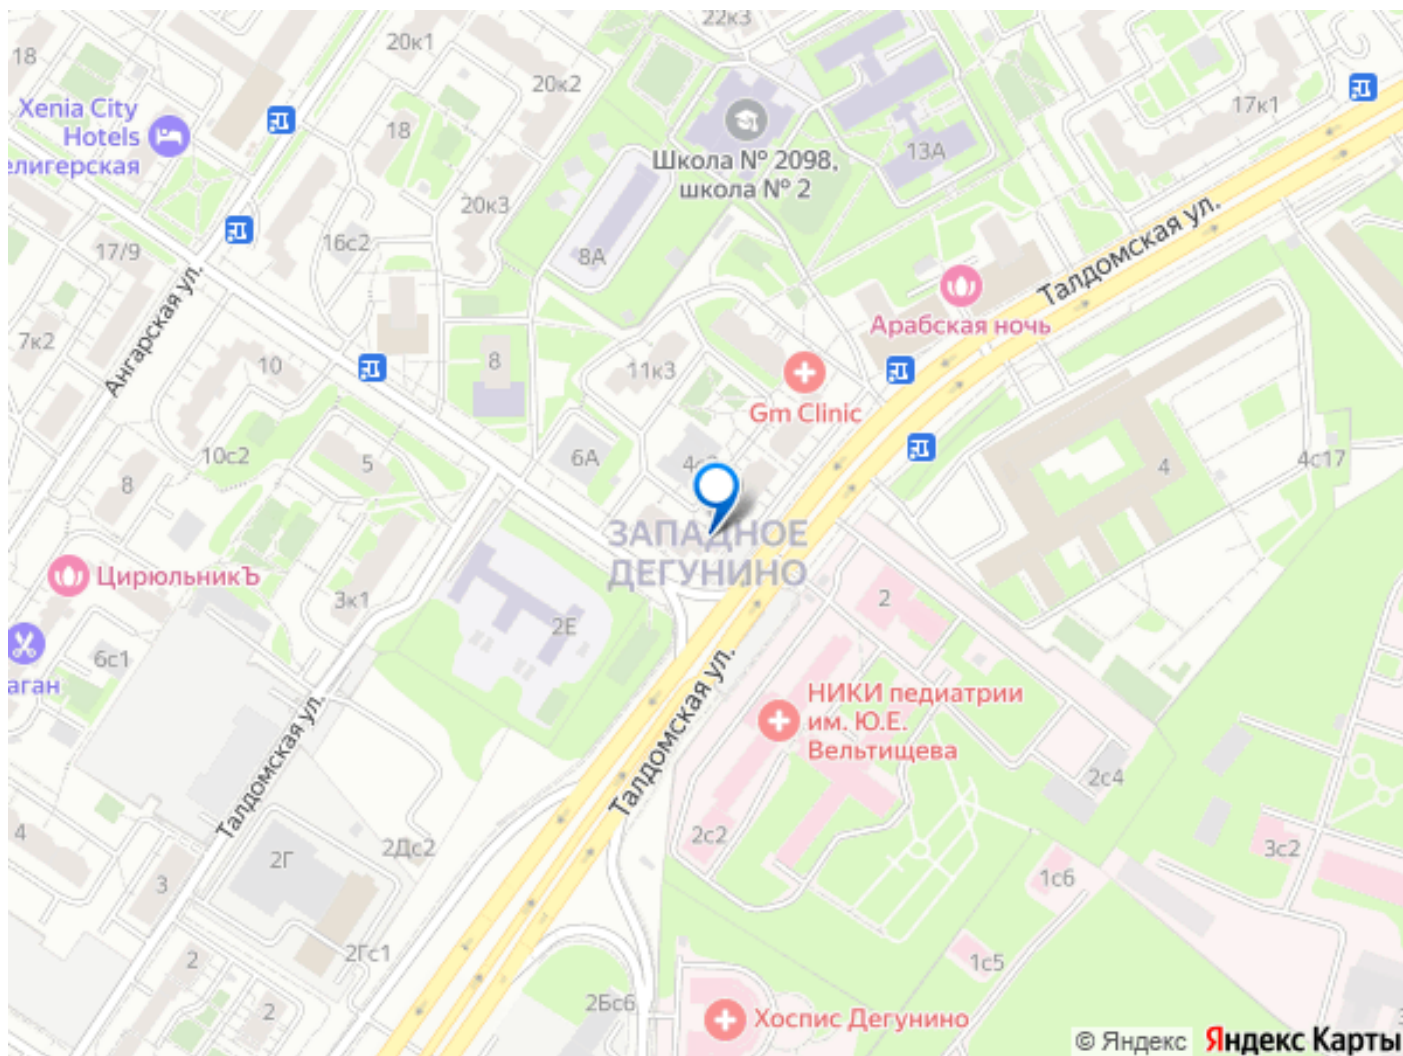 22к3
18
20к1
20к2
17к1
Xenia City
Hotels
елигерская
18
Школа № 2098,
школа № 2
13А
20к3
16с2
17/9
8А
Талдомская ул.
Ангарская ул.
Арабская ночь
7к2
10
8
11к3
Gm Clinic
10с2
5
6А
4
4с17
8
ЗАПАДНОЕ
ДЕГУНИНО
ЦирюльникЪ
3к1
2Е
2
6с1
аган
НИКИ педиатрии
им. Ю.Е.
Вельтищева
Талдомская ул.
Талдомская ул.
2с4
4
2Г
2Дс2
2с2
3с2
3
1с6
2
2Гс1
1с5
2
2Бс6
Хоспис Дегунино
© Яндекс Яндекс Карты